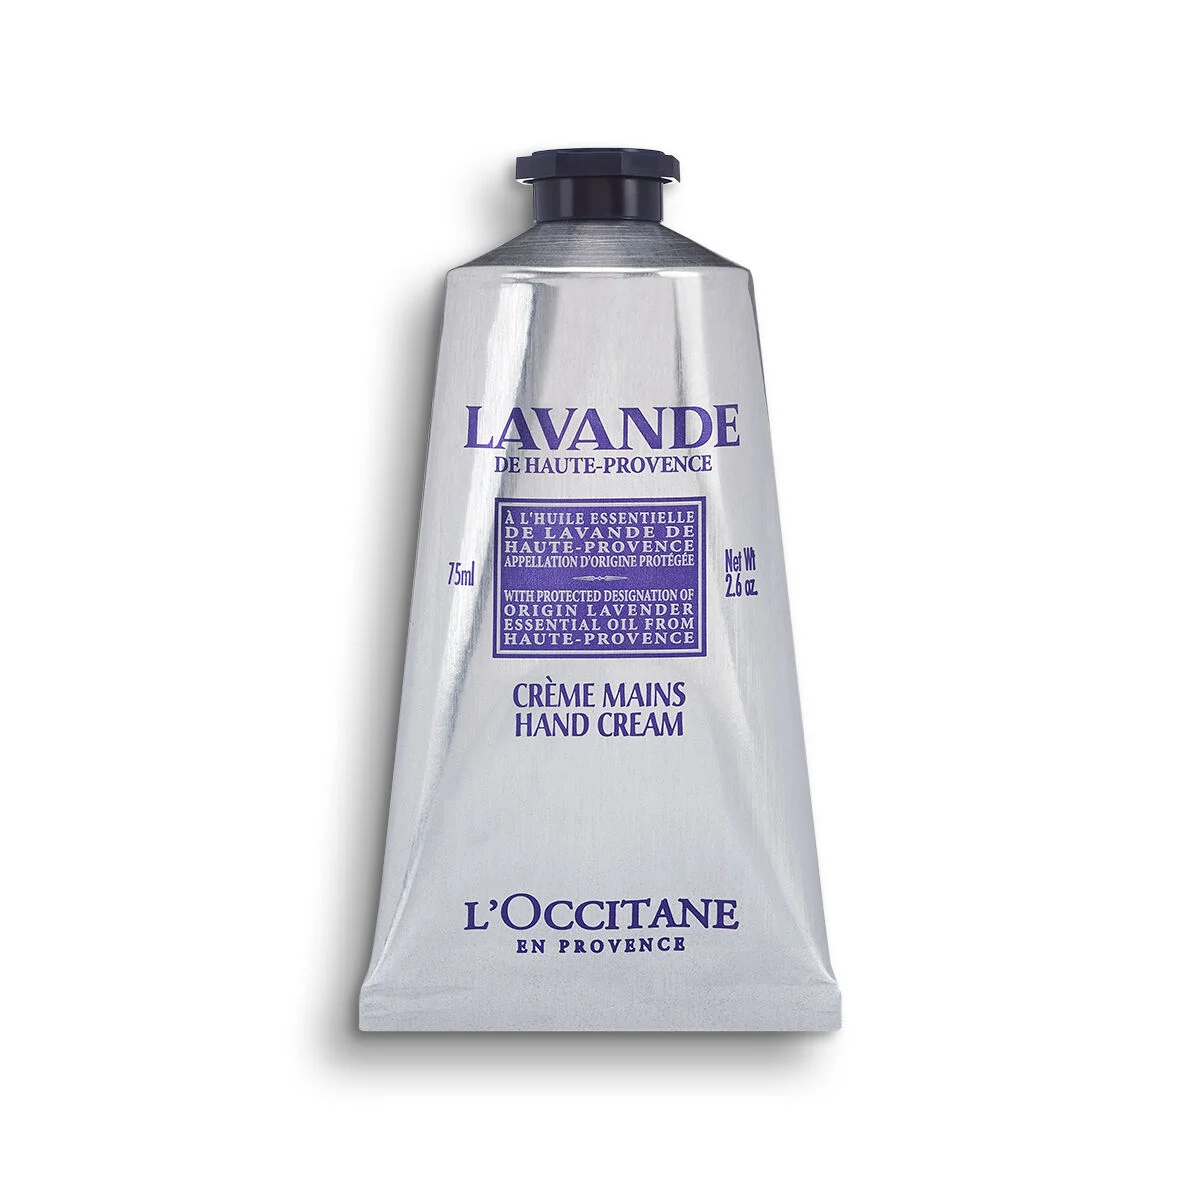 LAVANDE
DE HAUTE-PROVENCE
À L'HUILE ESSENTIELLE
DE LAVANDE DE
HAUTE-PROVENCE
APPELLATION D'ORIGINE PROTÉGÉE
WITH PROTECTED DESIGNATION OF
ORIGIN LAVENDER
ESSENTIAL OIL FROM
HAUTE-PROVENCE
75ml
Net Wt
2.6 oz.
CRÈME MAINS
HAND CREAM
L'OCCITANE
EN PROVENCE